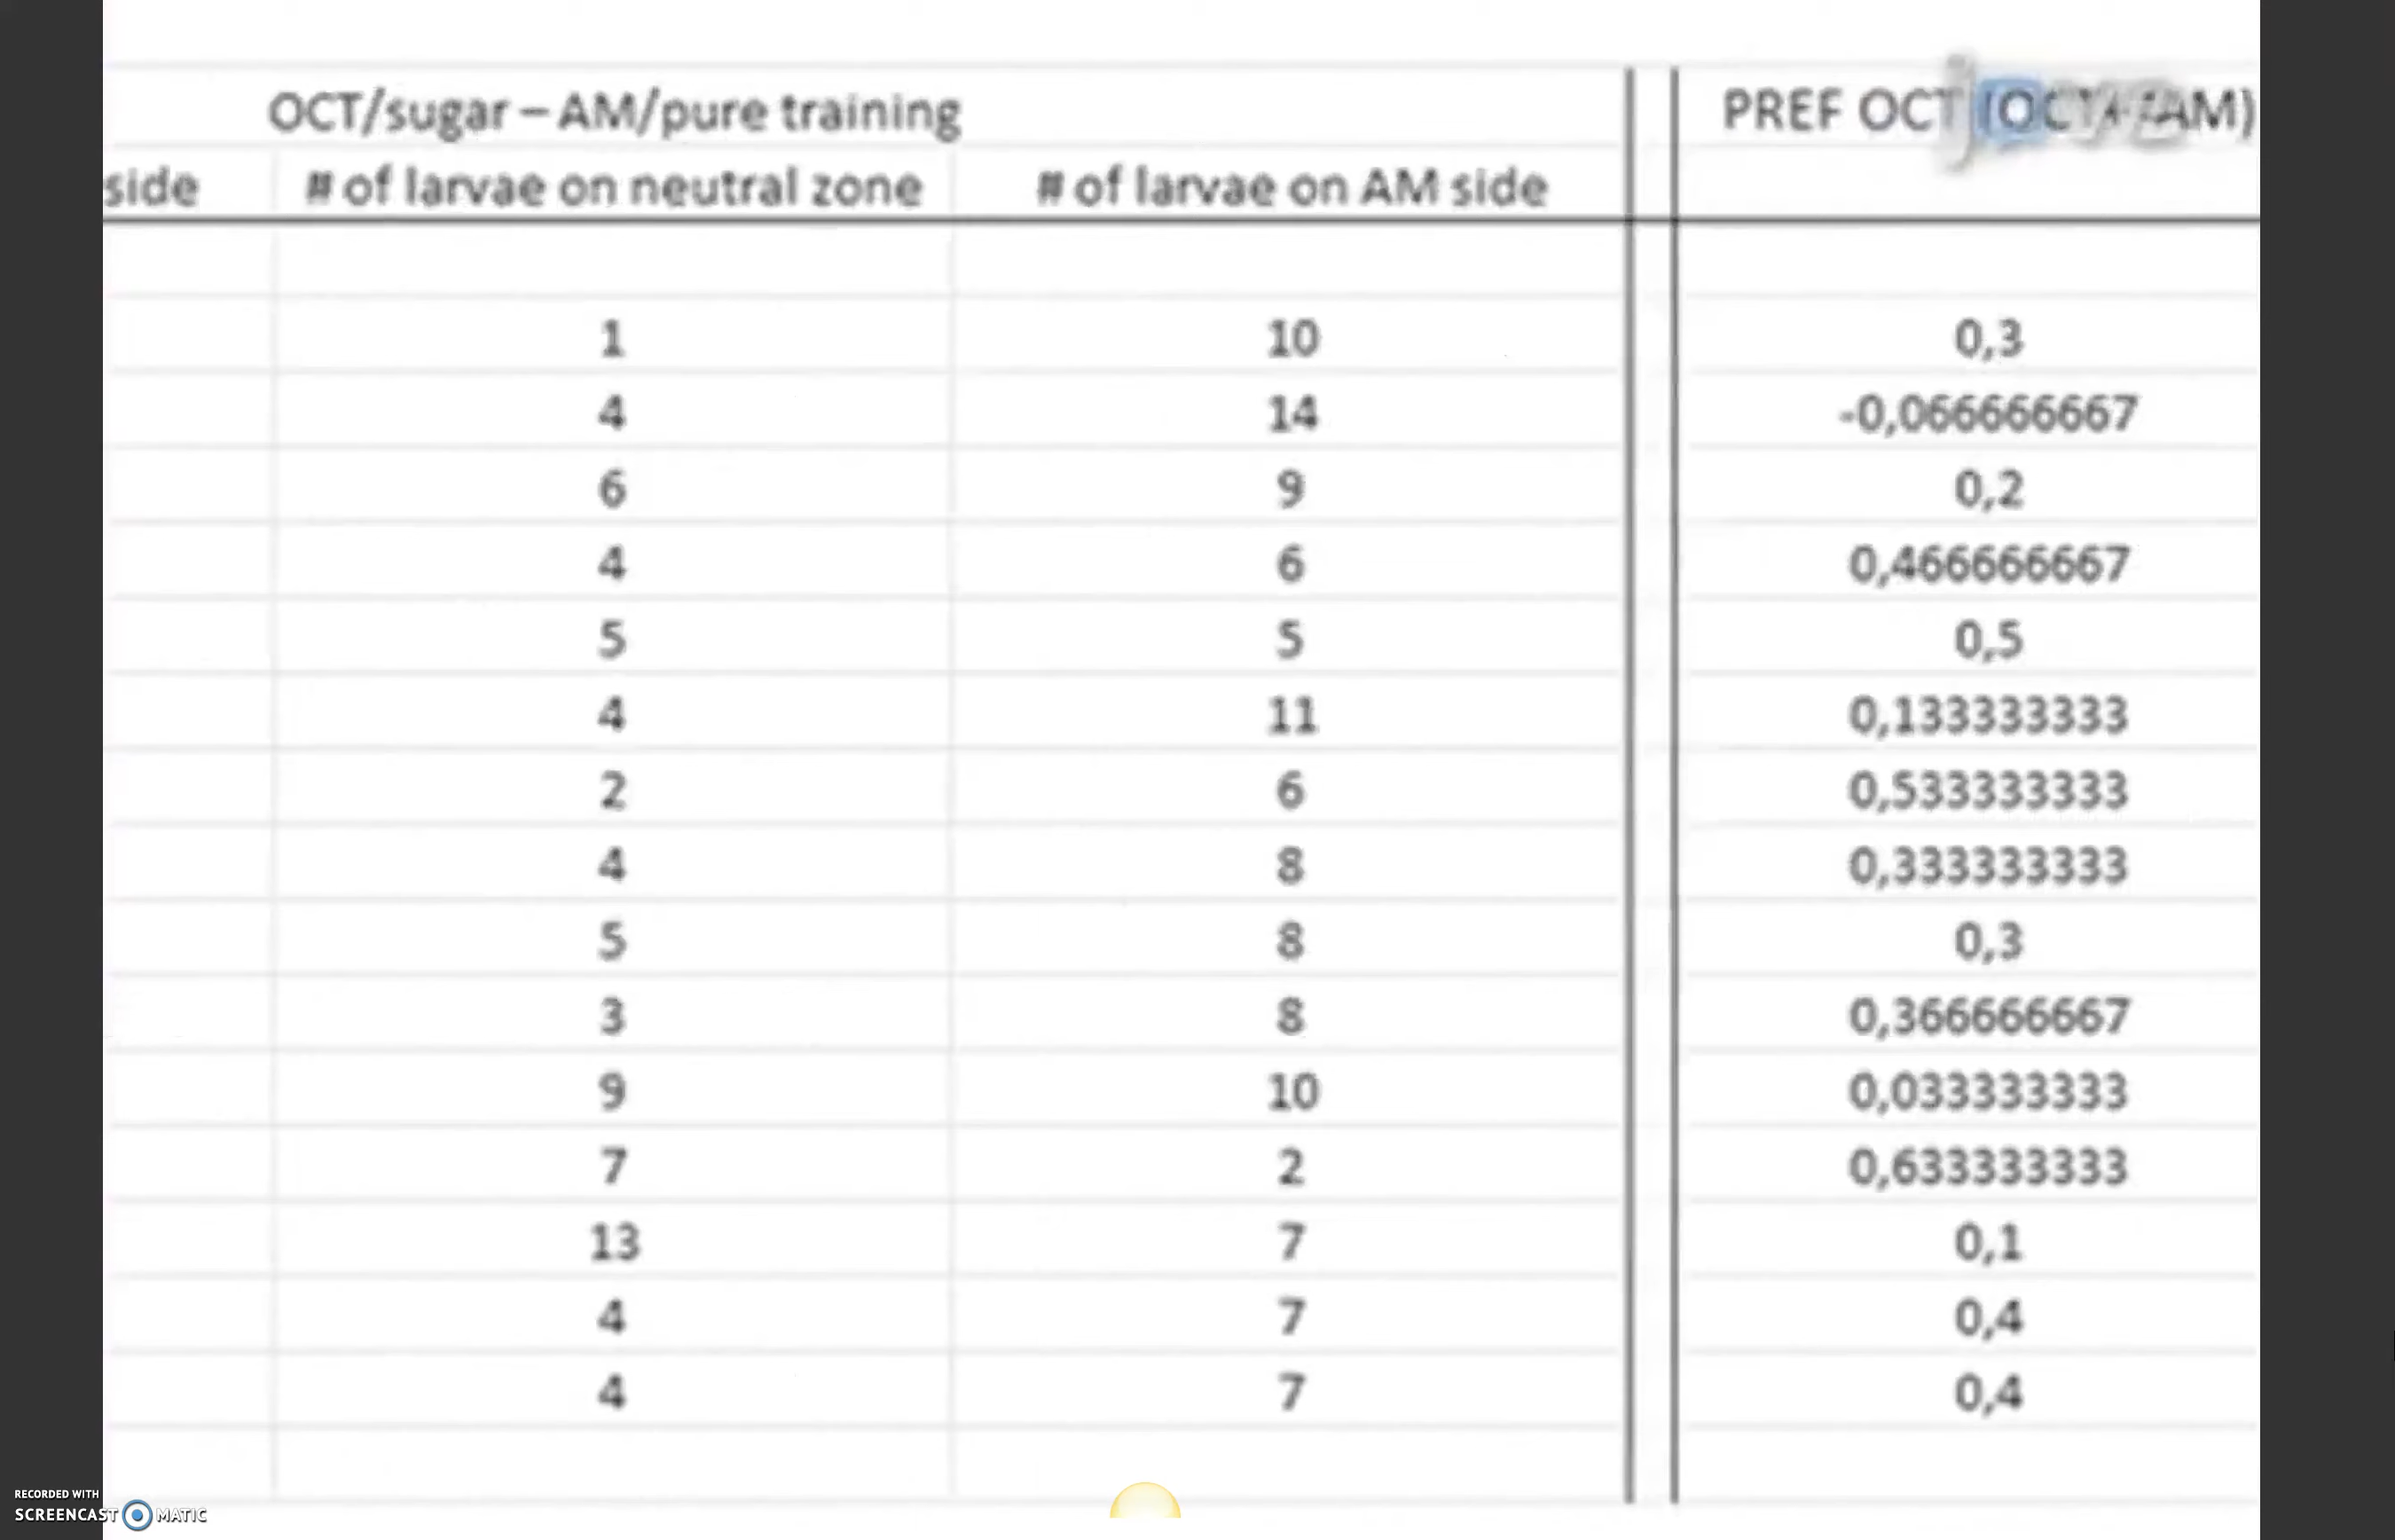 OCT/sugar – AM/pure training PREF OCT (OCT+/AM)
side # of larvae on neutral zone # of larvae on AM side
1 10 0,3
4 14 -0,066666667
6 9 0,2
4 6 0,466666667
5 5 0,5
4 11 0,133333333
2 6 0,533333333
4 8 0,333333333
5 8 0,3
3 8 0,366666667
9 10 0,033333333
7 2 0,633333333
13 7 0,1
4 7 0,4
4 7 0,4
RECORDED WITH
SCREENCAST MATIC